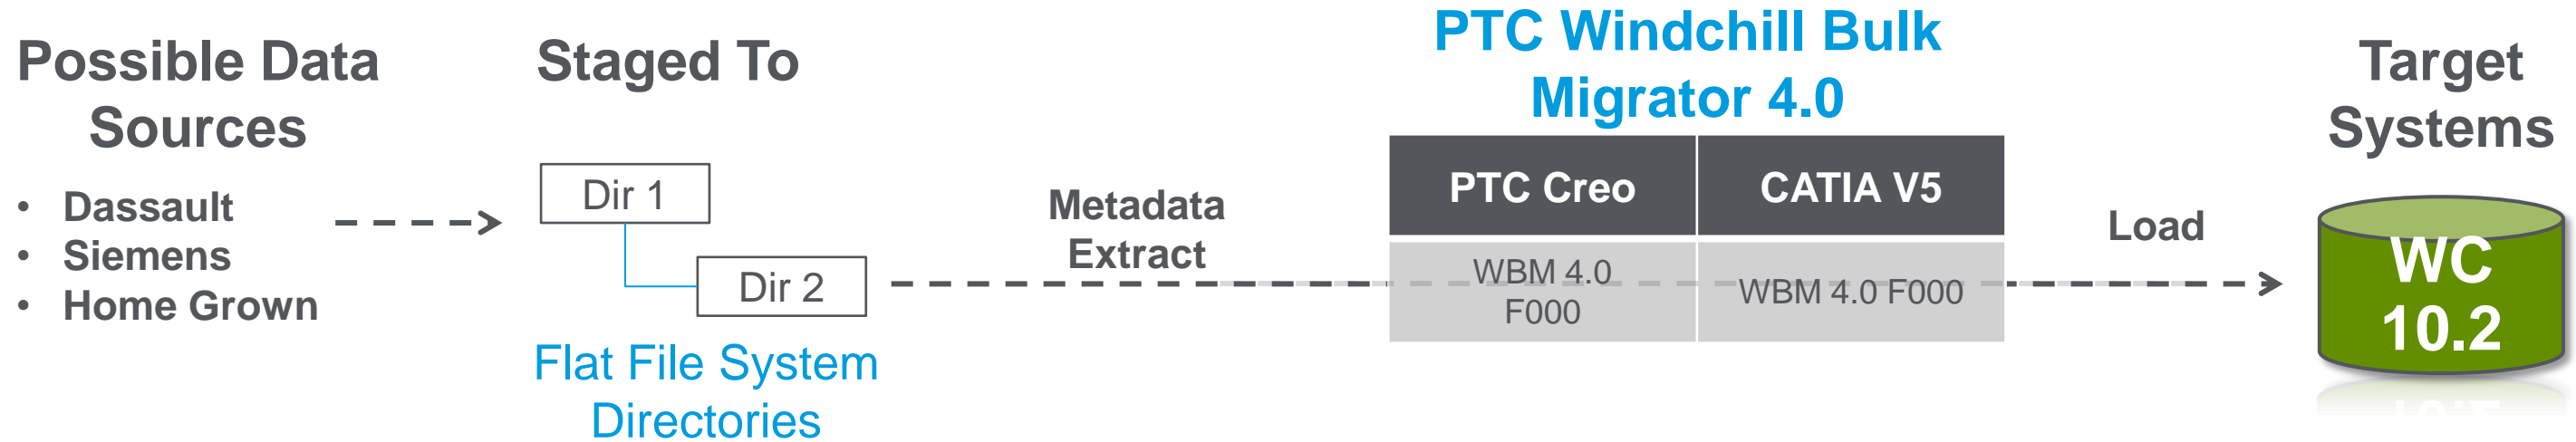 Possible Data
Sources
• Dassault
• Siemens
• Home Grown
Staged To
Dir 1
Dir 2
Flat File System
Directories
Metadata
Extract
PTC Windchill Bulk
Migrator 4.0
PTC Creo
CATIA V5
WBM 4.0
F000
WBM 4.0 F000
Load
Target
Systems
WC
10.2